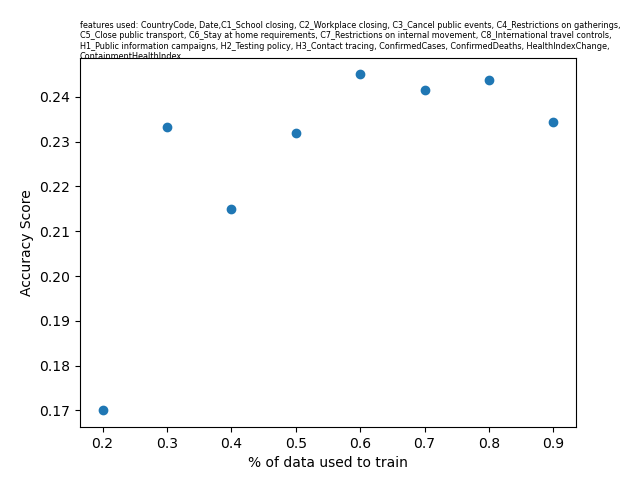 features used: CountryCode, Date,C1_School closing, C2_Workplace closing, C3_Cancel public events, C4_Restrictions on gatherings,
C5_Close public transport, C6_Stay at home requirements, C7_Restrictions on internal movement, C8_International travel controls,
H1_Public information campaigns, H2_Testing policy, H3_Contact tracing, ConfirmedCases, ConfirmedDeaths, HealthIndexChange,
ContainmentHealthIndex
0.24
0.23
0.22
0.21
0.20
0.19
0.18
0.17
Accuracy Score
0.2 0.3 0.4 0.5 0.6 0.7 0.8 0.9
% of data used to train